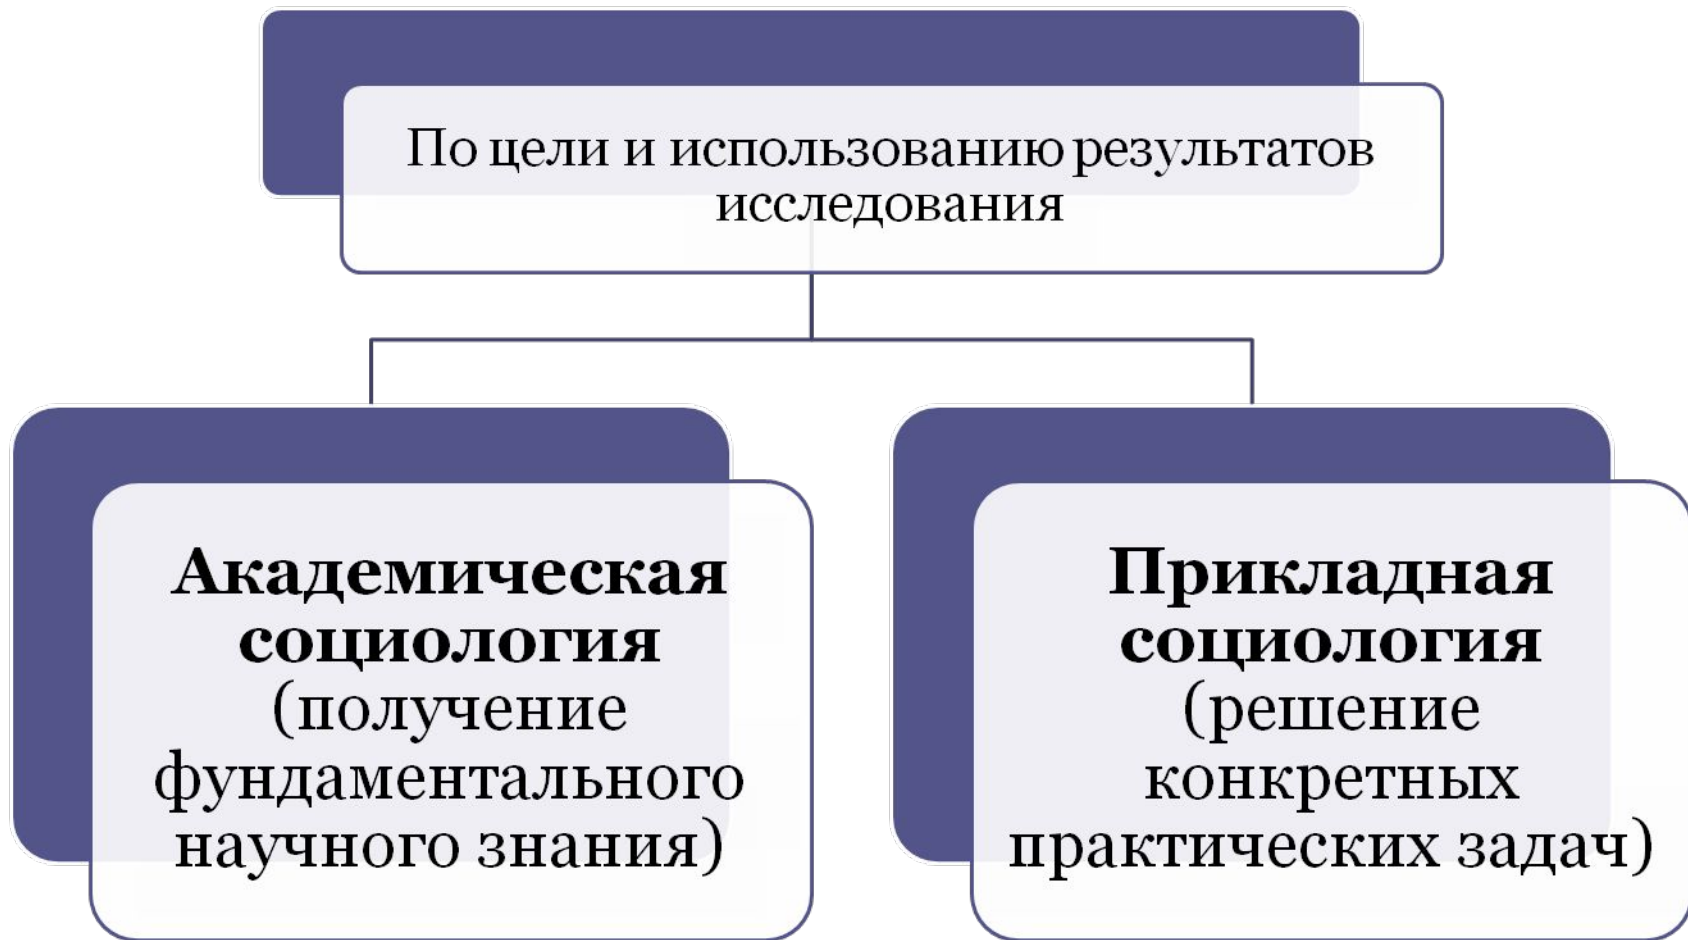 По цели и использованию результатов
исследования
Академическая
социология
(получение
фундаментального
научного знания)
Прикладная
социология
(решение
конкретных
практических задач)